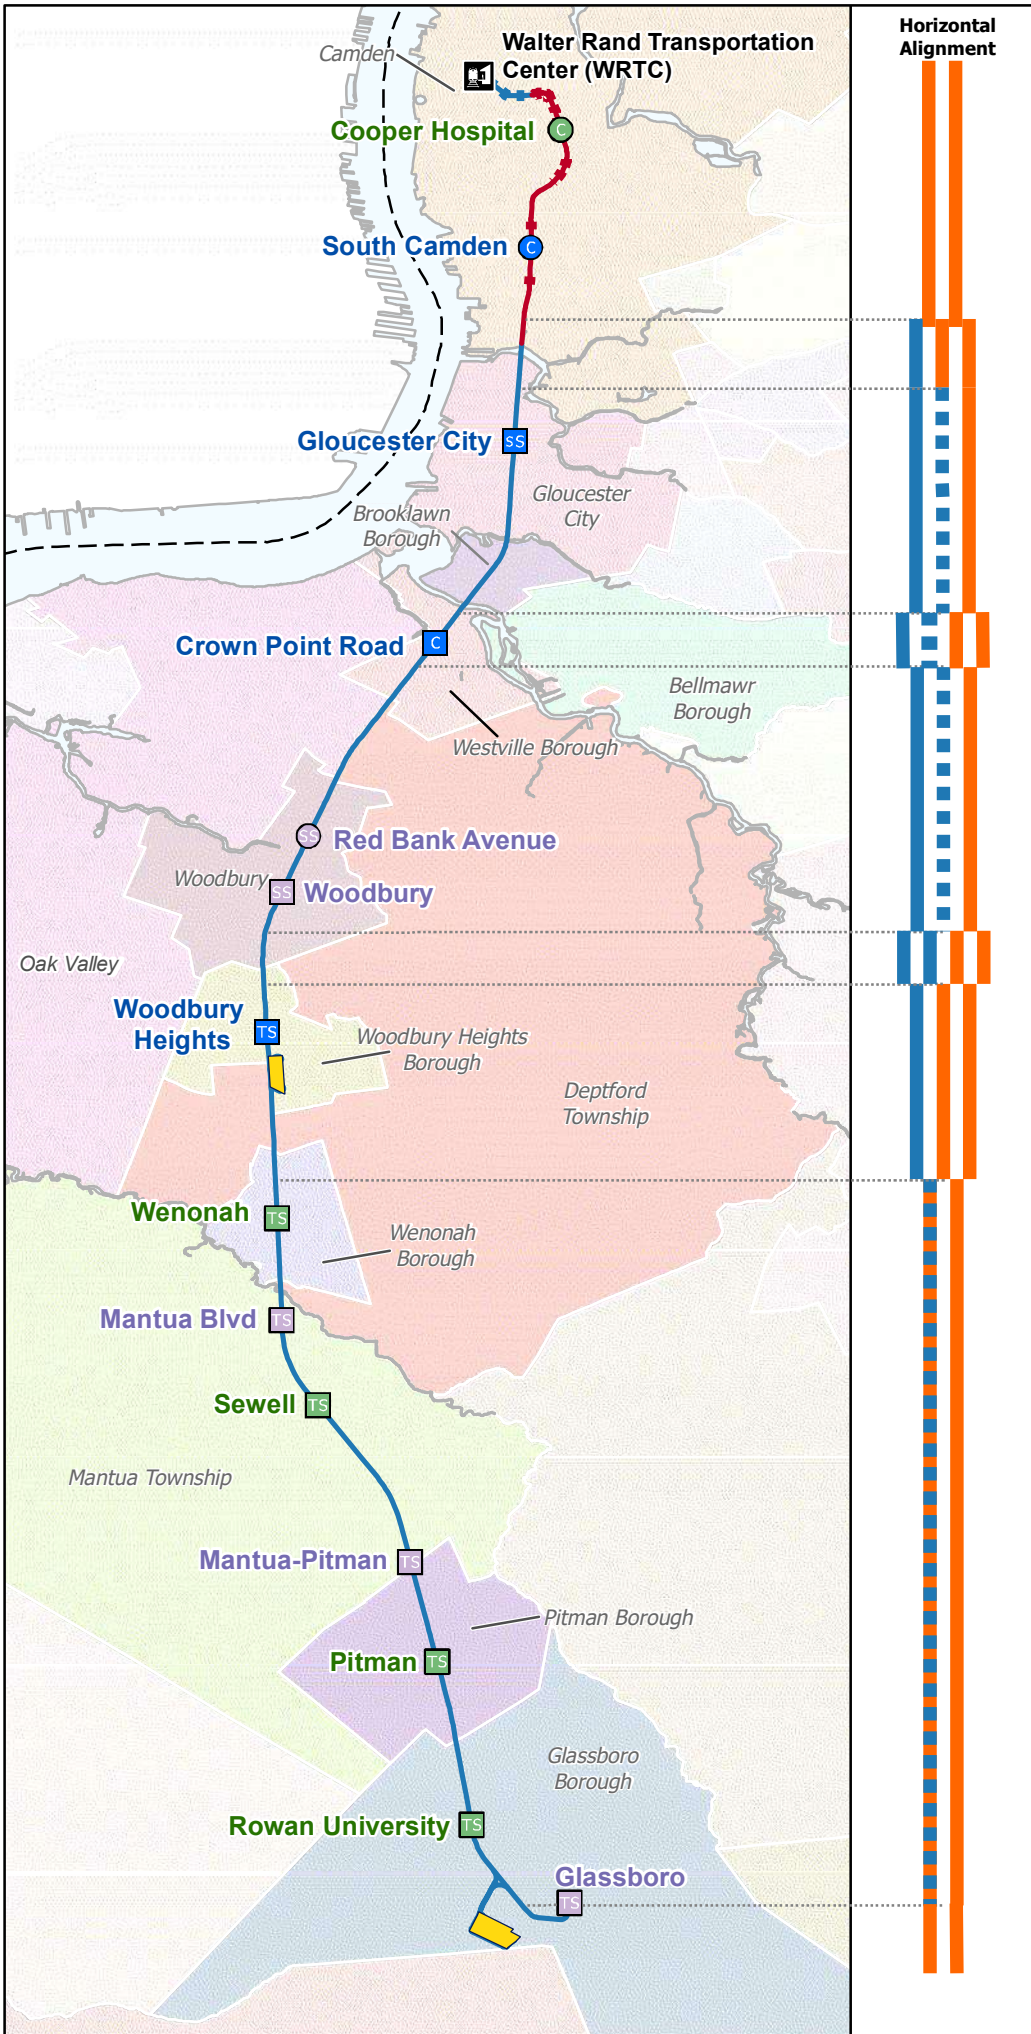 Horizontal
Alignment
Walter Rand Transportation
Center (WRTC)
Camden
Cooper Hospital
C
South Camden
C
Gloucester City
sS
Gloucester
City
Brooklawn
Borough
Crown Point Road
C
Bellmawr
Borough
Westville Borough
SS
Red Bank Avenue
Woodbury
SS
Woodbury
Oak Valley
Woodbury
Heights
TS
Woodbury Heights
Borough
Deptford
Township
Wenonah
TS
Wenonah
Borough
Mantua Blvd
TS
Sewell
TS
Mantua Township
Mantua-Pitman
TS
Pitman Borough
Pitman
TS
Glassboro
Borough
Rowan University
TS
Glassboro
TS